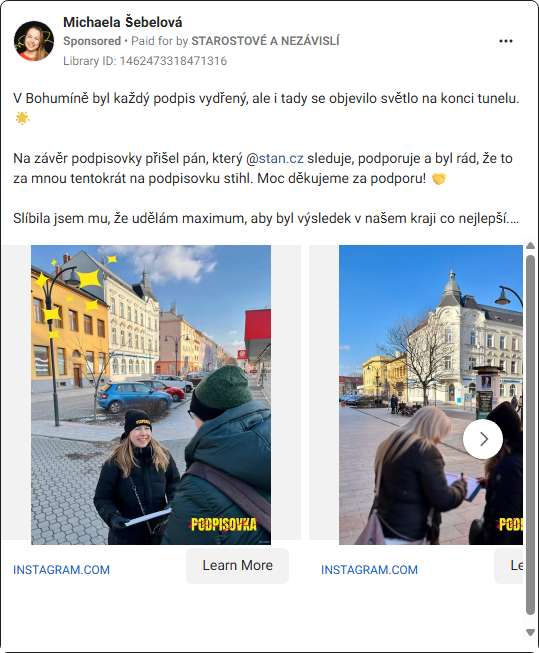 Michaela Šebelová
Sponsored • Paid for by STAROSTOVÉ A NEZÁVISLÍ
Library ID: 1462473318471316
V Bohumíně byl každý podpis vydřený, ale i tady se objevilo světlo na konci tunelu.
🌟
Na závěr podpisovky přišel pán, který @stan.cz sleduje, podporuje a byl rád, že to
za mnou tentokrát na podpisovku stihl. Moc děkujeme za podporu! 🤝
Slíbila jsem mu, že udělám maximum, aby byl výsledek v našem kraji co nejlepší....
PODPISOVKA
POD
INSTAGRAM.COM
Learn More
INSTAGRAM.COM
Le